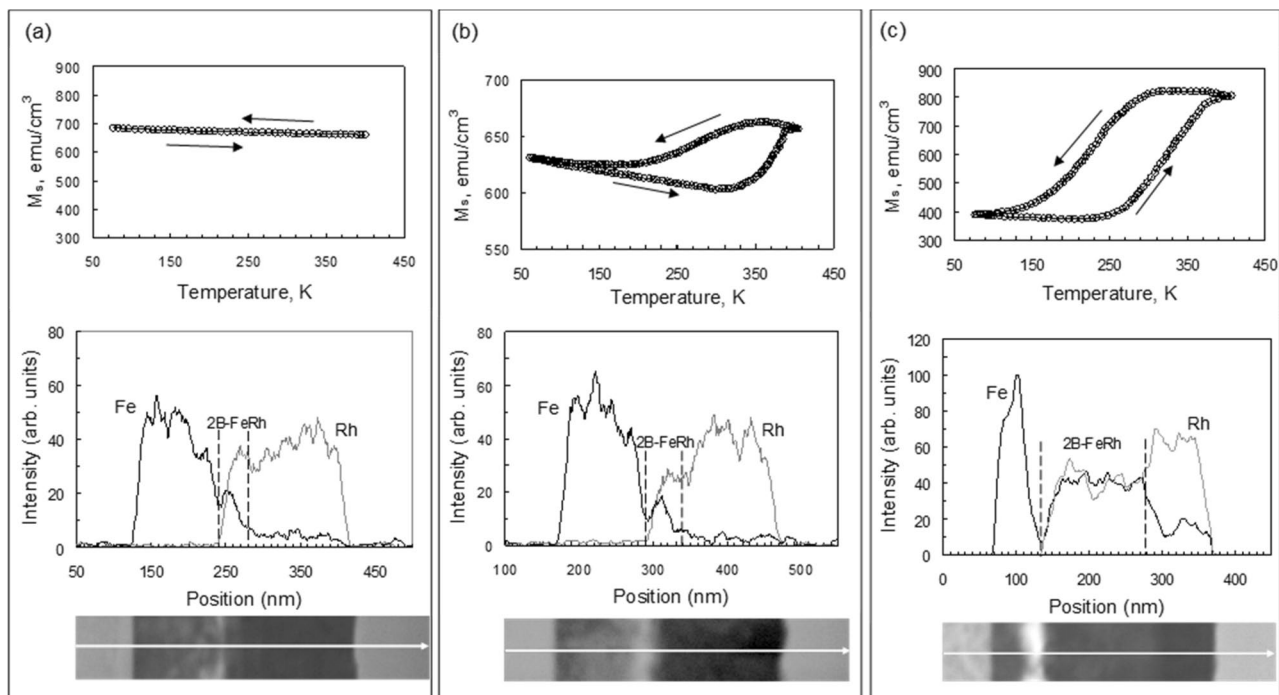 (a)
900
800
700
600
500
400
300
50 150 250 350 450
Mₛ, emu/cm³
Temperature, K
80
60
40
20
0
50 150 250 350 450
Intensity (arb. units)
Fe
2B-FeRh
Rh
Position (nm)
(b)
700
650
600
550
50 150 250 350 450
Mₛ, emu/cm³
Temperature, K
80
60
40
20
0
100 200 300 400 500
Intensity (arb. units)
Fe
2B-FeRh
Rh
Position (nm)
(c)
900
800
700
600
500
400
300
50 150 250 350 450
Mₛ, emu/cm³
Temperature, K
120
100
80
60
40
20
0
0 100 200 300 400
Intensity (arb. units)
Fe
2B-FeRh
Rh
Position (nm)